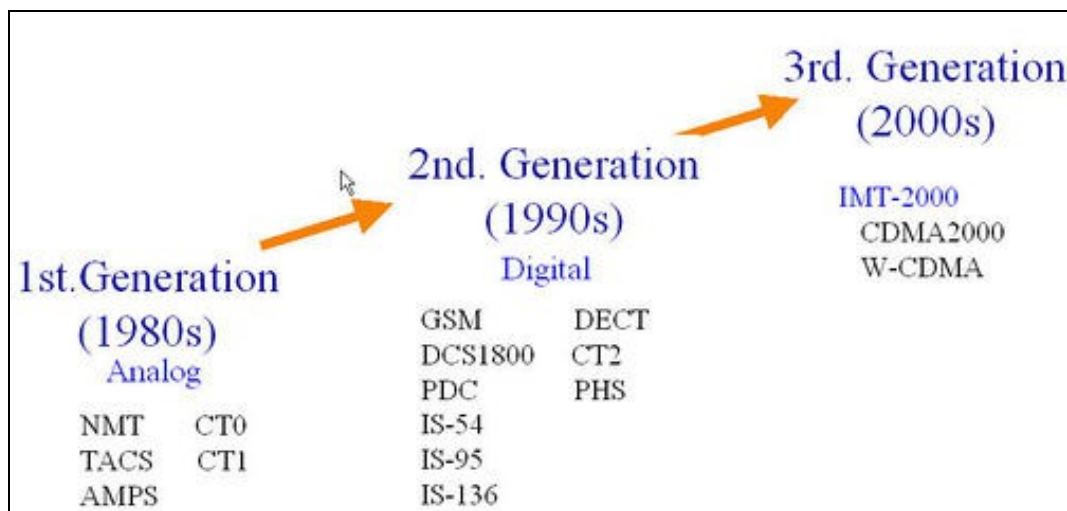 1st.Generation
(1980s)
Analog
NMT CT0
TACS CT1
AMPS
2nd. Generation
(1990s)
Digital
GSM DECT
DCS1800 CT2
PDC PHS
IS-54
IS-95
IS-136
3rd. Generation
(2000s)
IMT-2000
CDMA2000
W-CDMA